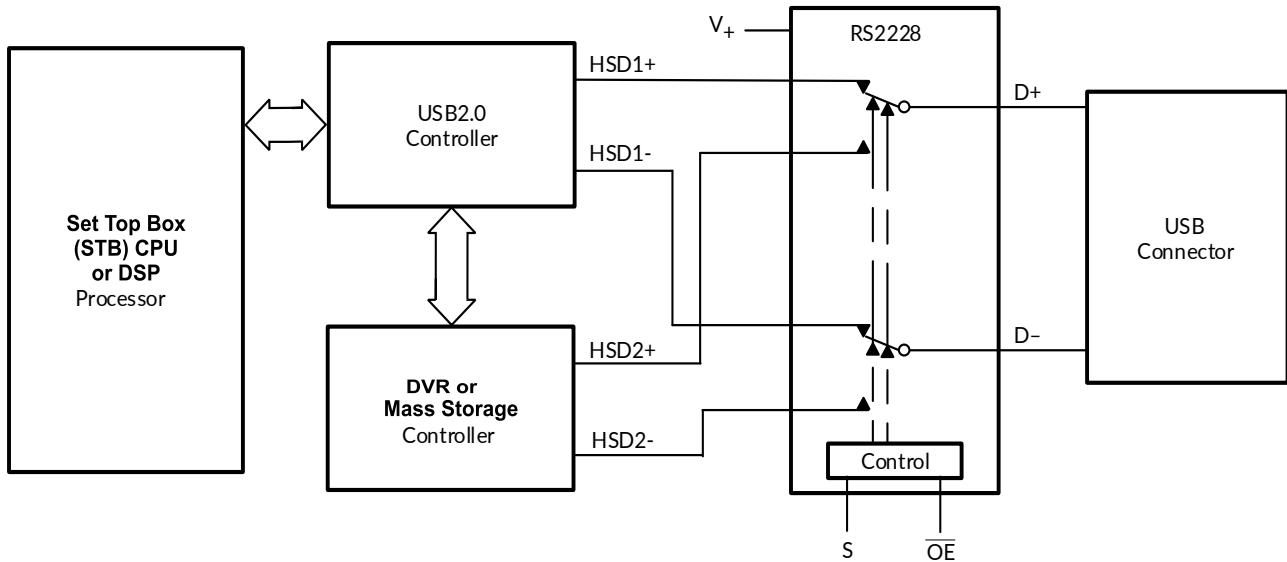 V+
RS2228
HSD1+
D+
USB2.0
Controller
HSD1-
Set Top Box
(STB) CPU
or DSP
Processor
USB
Connector
D–
HSD2+
DVR or
Mass Storage
Controller
HSD2-
Control
S
O̅E̅